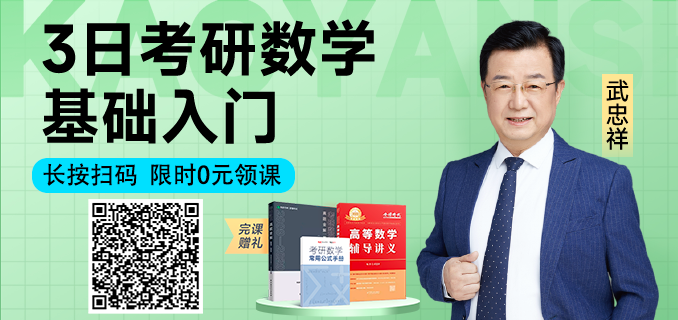 KAOYANS
3日考研数学
基础入门
长按扫码 限时0元领课
武忠祥
完课
赠礼
高等数学
辅导讲义
考研数学
常用公式手册